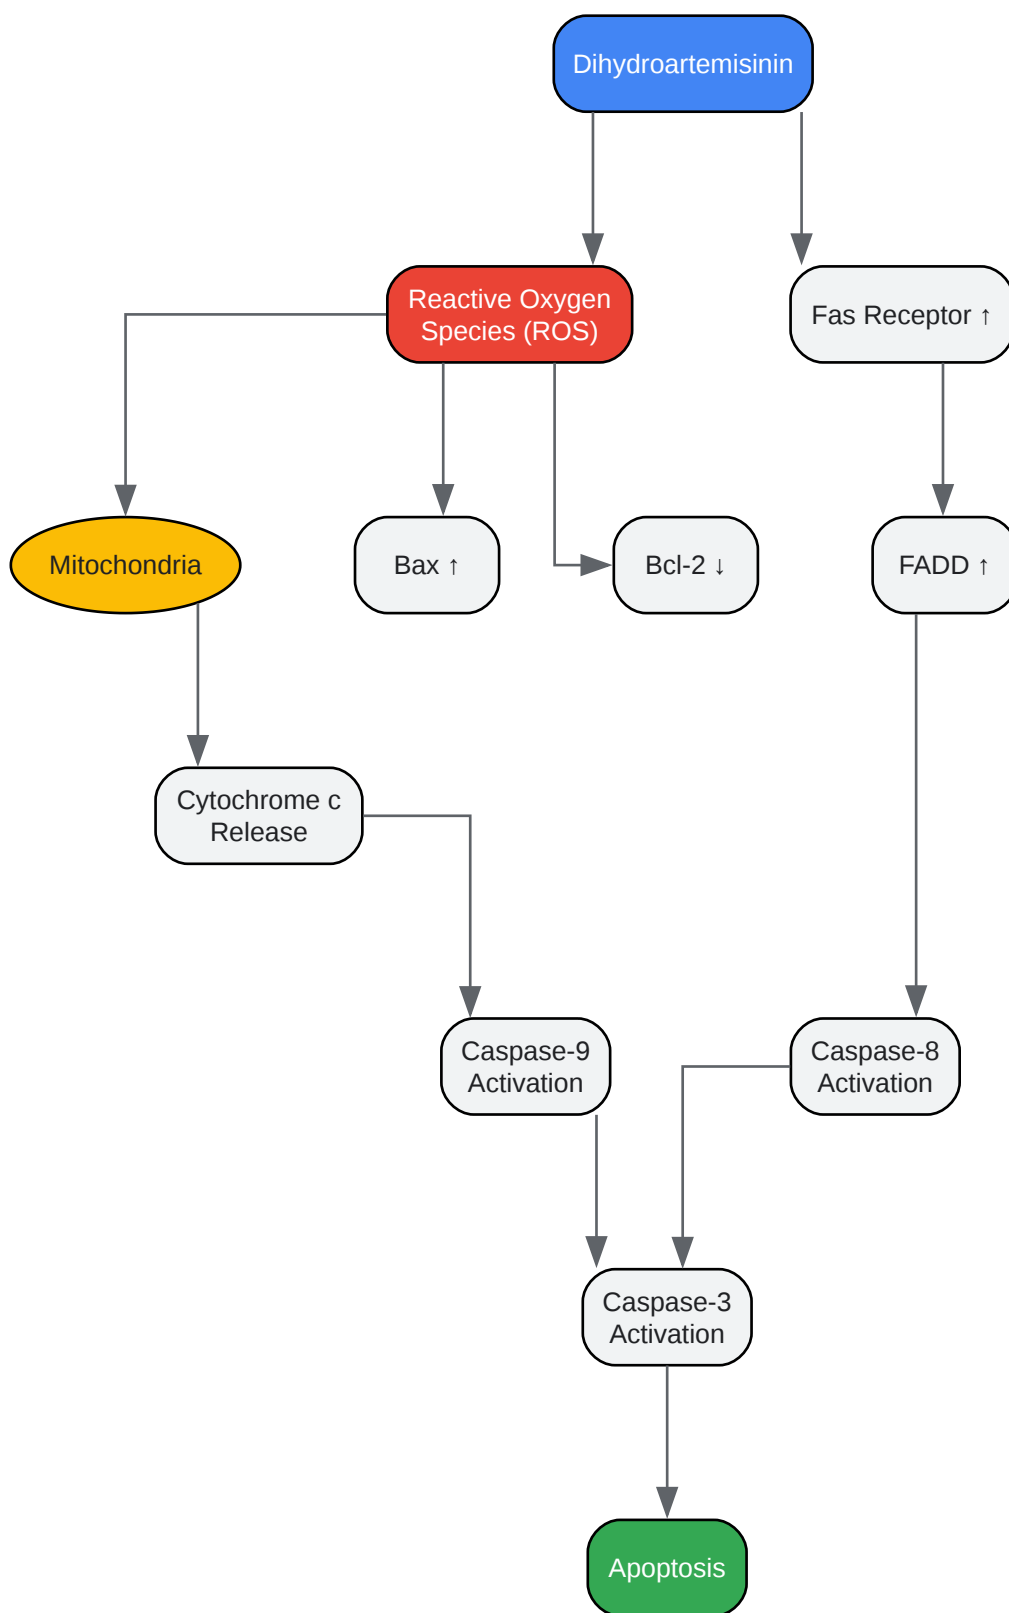 Dihydroartemisinin
Reactive Oxygen
Species (ROS)
Fas Receptor ↑
Mitochondria
Bax ↑
Bcl-2 ↓
FADD ↑
Cytochrome c
Release
Caspase-9
Activation
Caspase-8
Activation
Caspase-3
Activation
Apoptosis